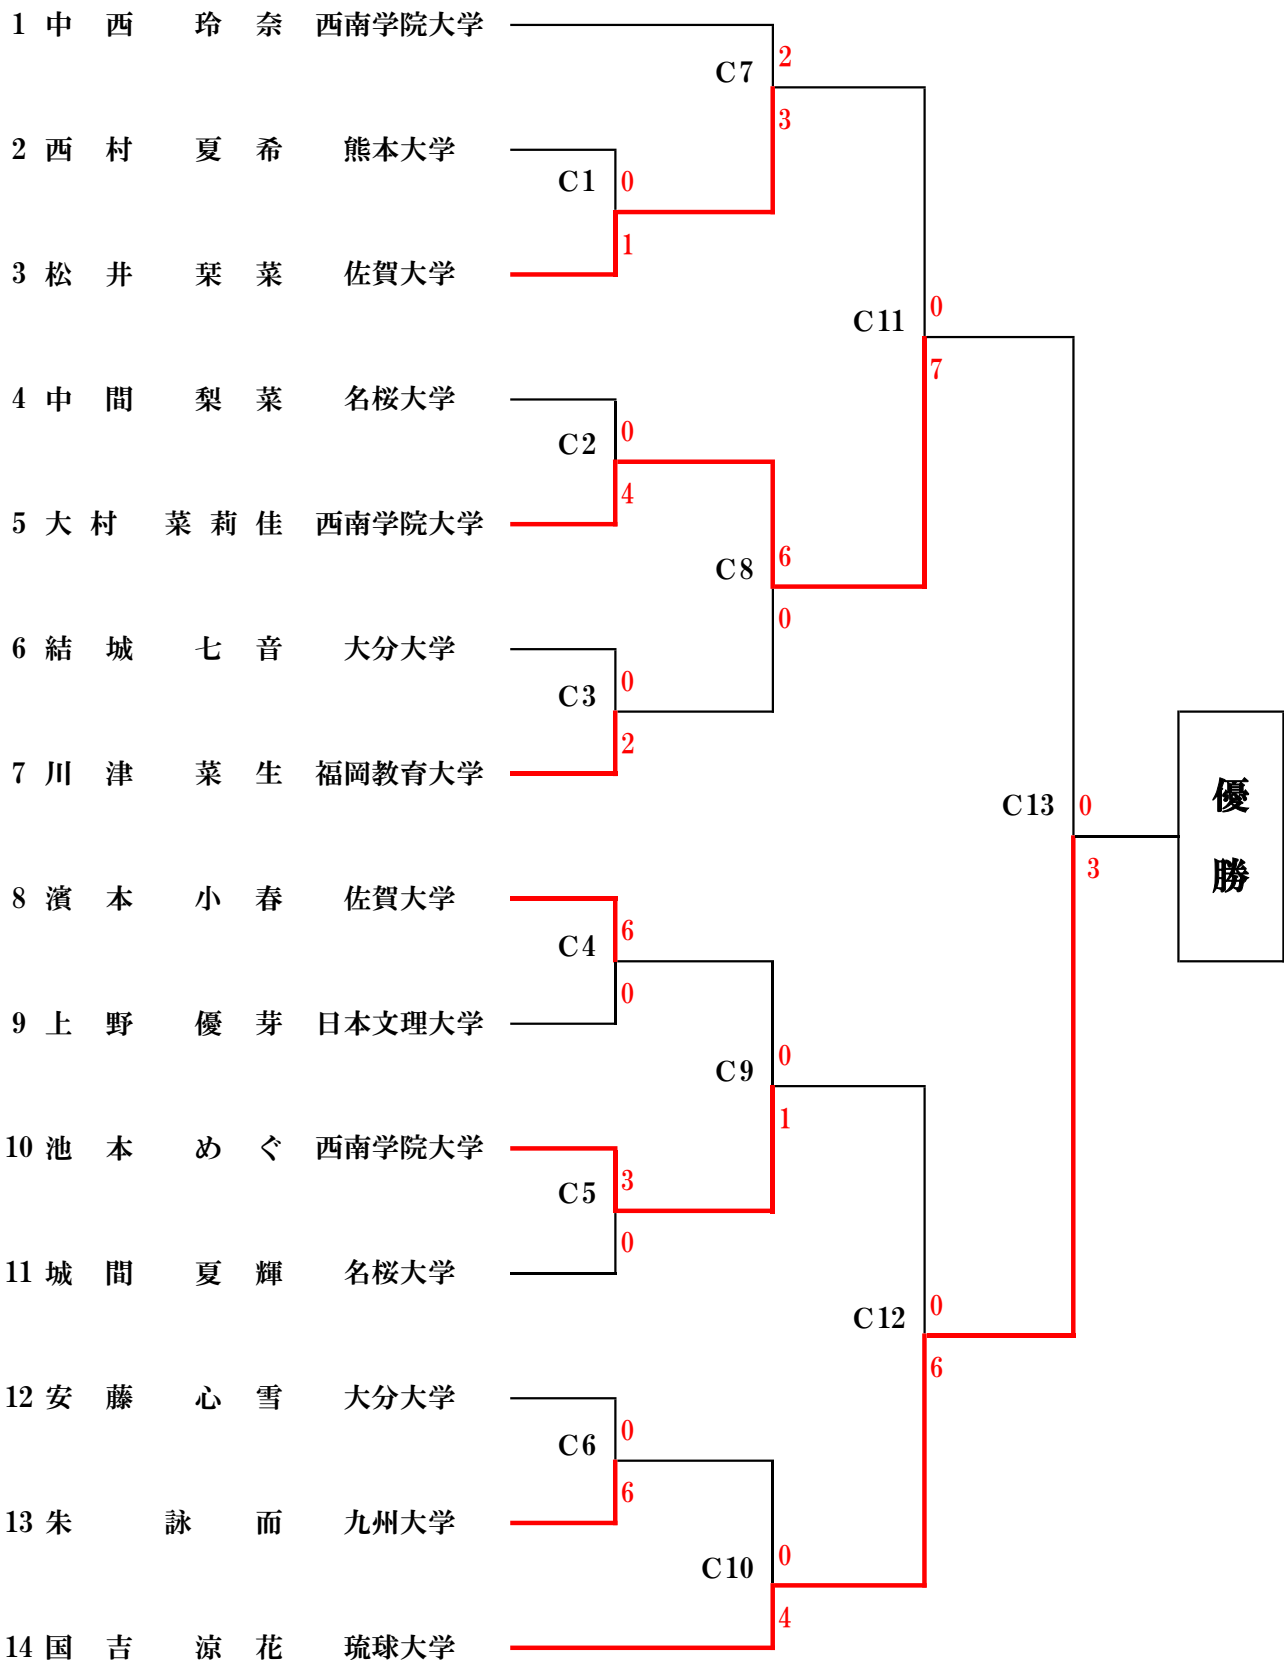 1 中西 玲奈 西南学院大学
2
C7
3
2 西村 夏希 熊本大学
C1 0
1
3 松井 栞菜 佐賀大学
0
C11
7
4 中間 梨菜 名桜大学
0
C2
4
5 大村 菜莉佳 西南学院大学
6
C8
0
6 結城 七音 大分大学
0
C3
2
7 川津 菜生 福岡教育大学
C13 0
3
優
勝
8 濱本 小春 佐賀大学
6
C4
0
9 上野 優芽 日本文理大学
0
C9
1
10 池本 めぐ 西南学院大学
3
C5
0
11 城間 夏輝 名桜大学
0
C12
6
12 安藤 心雪 大分大学
0
C6
6
13 朱 詠而 九州大学
0
C10
4
14 国吉 涼花 琉球大学